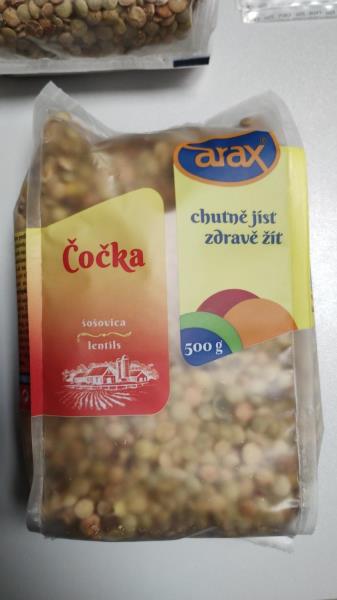 arax
chutně jíst
zdravě žít
Čočka
šošovica
lentils
500 g